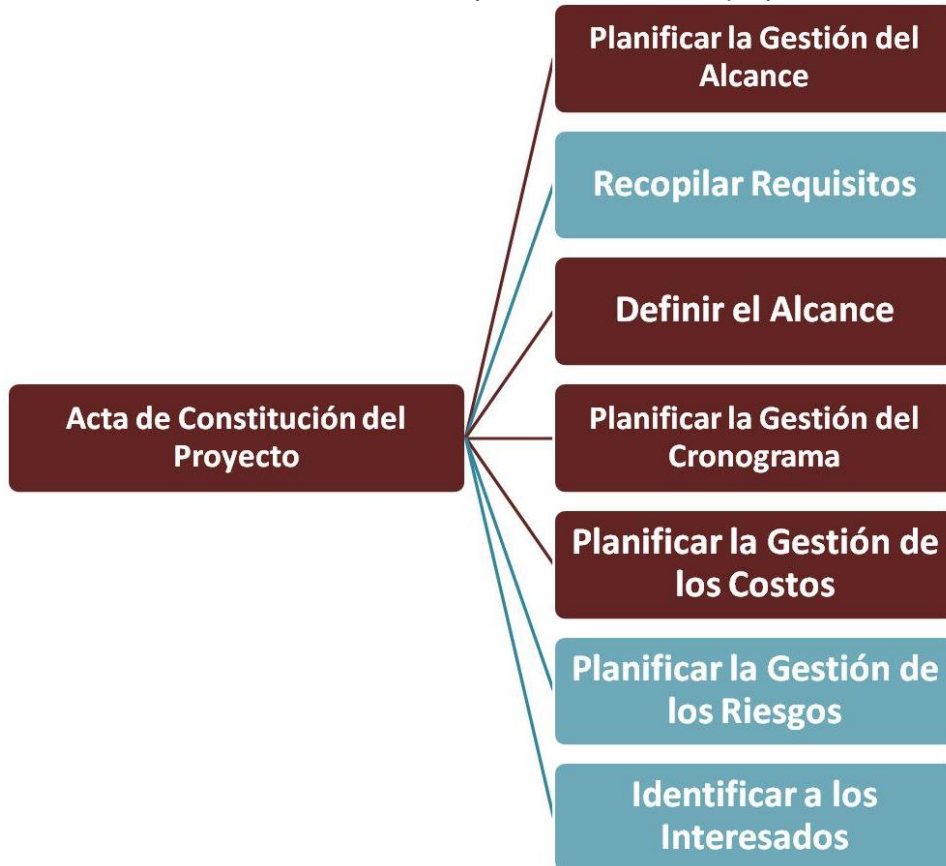 Planificar la Gestión del
Alcance
Recopilar Requisitos
Definir el Alcance
Acta de Constitución del
Proyecto
Planificar la Gestión del
Cronograma
Planificar la Gestión de
los Costos
Planificar la Gestión de
los Riesgos
Identificar a los
Interesados